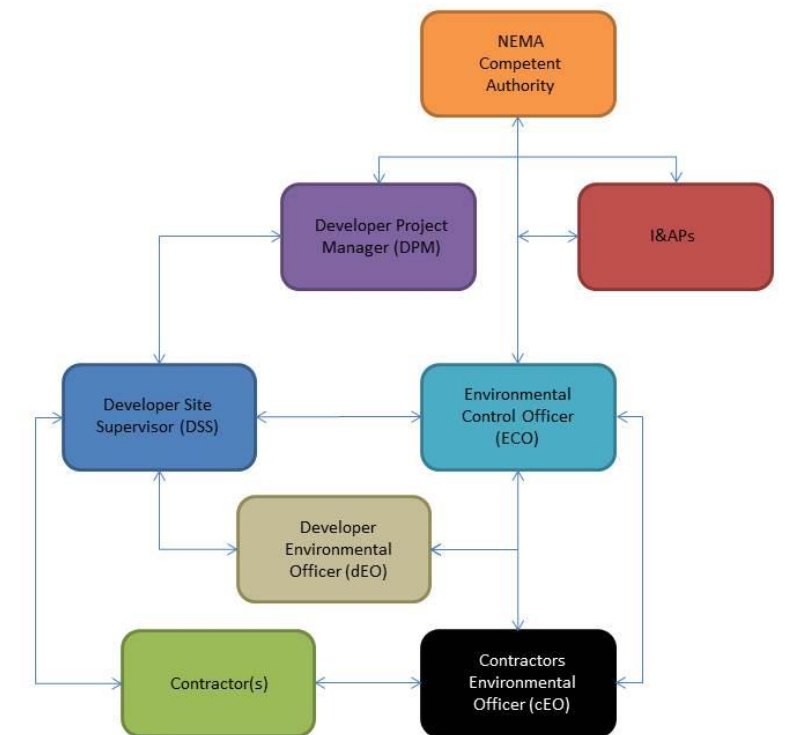 NEMA
Competent
Authority
Developer Project
Manager (DPM)
I&APs
Developer Site
Supervisor (DSS)
Environmental
Control Officer
(ECO)
Developer
Environmental
Officer (dEO)
Contractor(s)
Contractors
Environmental
Officer (cEO)